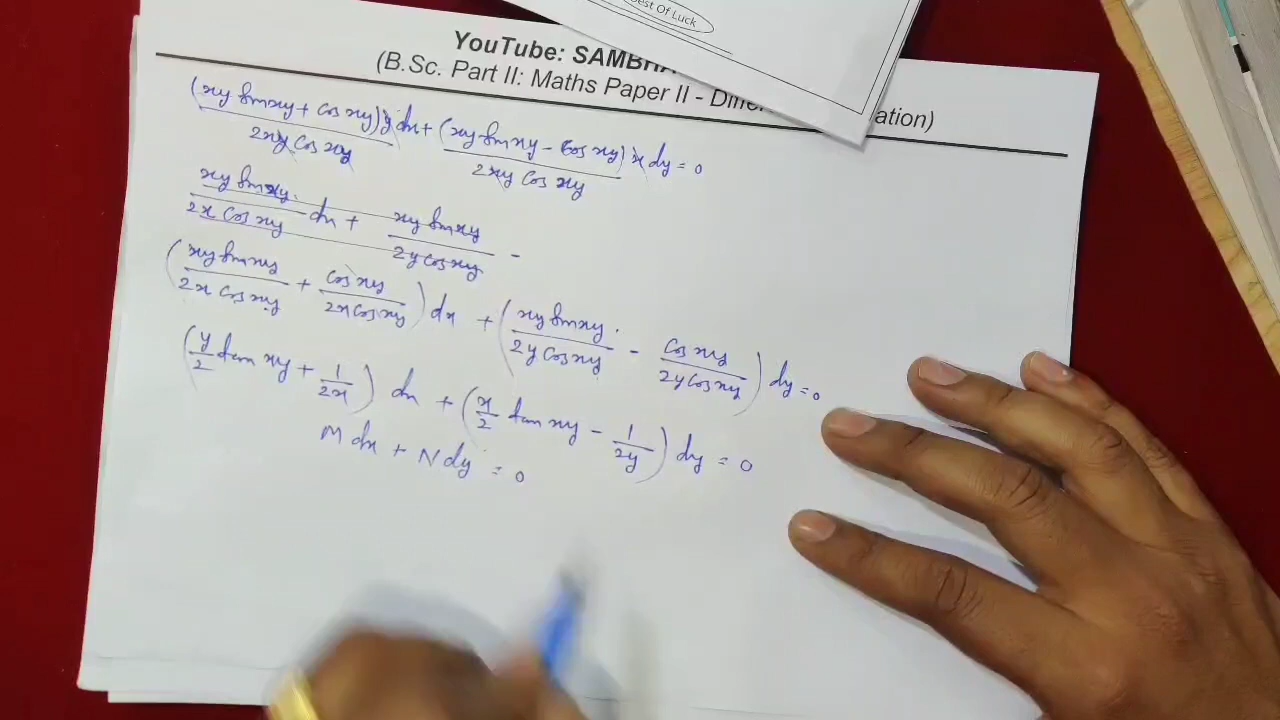 Best Of Luck
YouTube: SAMBHA
(B.Sc. Part II: Maths Paper II - Differ ation)
(xy sin xy + cos xy) y dx / 2xy cos xy + (xy sin xy - cos xy) x dy / 2xy cos xy = 0
xy sin xy / 2x cos xy dx + xy sin xy / 2y cos xy -
(xy sin xy / 2x cos xy + cos xy / 2x cos xy) dx + (xy sin xy / 2y cos xy - cos xy / 2y cos xy) dy = 0
(y/2 tan xy + 1/2x) dx + (x/2 tan xy - 1/2y) dy = 0
M dx + N dy = 0